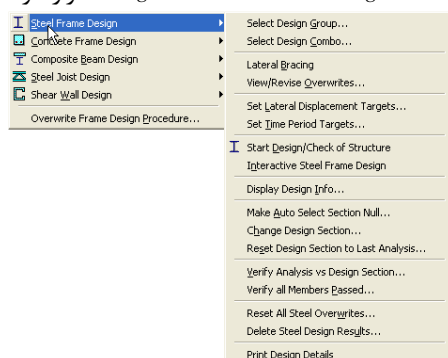 Steel Frame Design
Concrete Frame Design
Composite Beam Design
Steel Joist Design
Shear Wall Design
Overwrite Frame Design Procedure...
Select Design Group...
Select Design Combo...
Lateral Bracing
View/Revise Overwrites...
Set Lateral Displacement Targets...
Set Time Period Targets...
Start Design/Check of Structure
Interactive Steel Frame Design
Display Design Info...
Make Auto Select Section Null...
Change Design Section...
Reset Design Section to Last Analysis...
Verify Analysis vs Design Section...
Verify all Members Passed...
Reset All Steel Overwrites...
Delete Steel Design Results...
Print Design Details